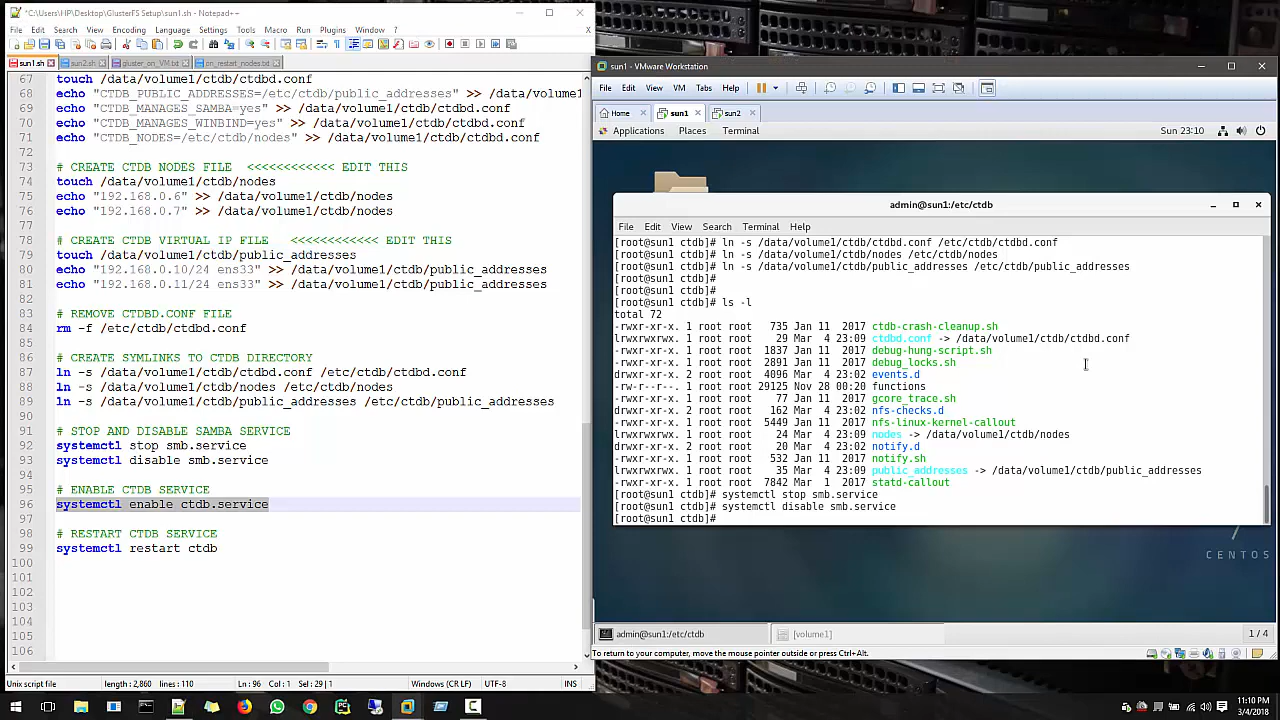 *C:\Users\HP\Desktop\GlusterFS Setup\sun1.sh - Notepad++
File Edit Search View Encoding Language Settings Tools Macro Run Plugins Window ? X
sun1.sh sun2.sh gluster_on_VM.txt on_restart_nodes.txt
67 touch /data/volume1/ctdb/ctdbd.conf
68 echo "CTDB_PUBLIC_ADDRESSES=/etc/ctdb/public_addresses" >> /data/volume1
69 echo "CTDB_MANAGES_SAMBA=yes" >> /data/volume1/ctdb/ctdbd.conf
70 echo "CTDB_MANAGES_WINBIND=yes" >> /data/volume1/ctdb/ctdbd.conf
71 echo "CTDB_NODES=/etc/ctdb/nodes" >> /data/volume1/ctdb/ctdbd.conf
72
73 # CREATE CTDB NODES FILE <<<<<<<<<<<< EDIT THIS
74 touch /data/volume1/ctdb/nodes
75 echo "192.168.0.6" >> /data/volume1/ctdb/nodes
76 echo "192.168.0.7" >> /data/volume1/ctdb/nodes
77
78 # CREATE CTDB VIRTUAL IP FILE <<<<<<<<<<<< EDIT THIS
79 touch /data/volume1/ctdb/public_addresses
80 echo "192.168.0.10/24 ens33" >> /data/volume1/ctdb/public_addresses
81 echo "192.168.0.11/24 ens33" >> /data/volume1/ctdb/public_addresses
82
83 # REMOVE CTDBD.CONF FILE
84 rm -f /etc/ctdb/ctdbd.conf
85
86 # CREATE SYMLINKS TO CTDB DIRECTORY
87 ln -s /data/volume1/ctdb/ctdbd.conf /etc/ctdb/ctdbd.conf
88 ln -s /data/volume1/ctdb/nodes /etc/ctdb/nodes
89 ln -s /data/volume1/ctdb/public_addresses /etc/ctdb/public_addresses
90
91 # STOP AND DISABLE SAMBA SERVICE
92 systemctl stop smb.service
93 systemctl disable smb.service
94
95 # ENABLE CTDB SERVICE
96 systemctl enable ctdb.service
97
98 # RESTART CTDB SERVICE
99 systemctl restart ctdb
100
101
102
103
104
105
106
Unix script file length : 2,860 lines : 110 Ln : 96 Col : 1 Sel : 29 | 1 Windows (CR LF) UTF-8 INS
sun1 - VMware Workstation
File Edit View VM Tabs Help
Home sun1 sun2
Applications Places Terminal Sun 23:10
admin@sun1:/etc/ctdb
File Edit View Search Terminal Help
[root@sun1 ctdb]# ln -s /data/volume1/ctdb/ctdbd.conf /etc/ctdb/ctdbd.conf
[root@sun1 ctdb]# ln -s /data/volume1/ctdb/nodes /etc/ctdb/nodes
[root@sun1 ctdb]# ln -s /data/volume1/ctdb/public_addresses /etc/ctdb/public_addresses
[root@sun1 ctdb]#
[root@sun1 ctdb]#
[root@sun1 ctdb]# ls -l
total 72
-rwxr-xr-x. 1 root root 735 Jan 11 2017 ctdb-crash-cleanup.sh
lrwxrwxrwx. 1 root root 29 Mar 4 23:09 ctdbd.conf -> /data/volume1/ctdb/ctdbd.conf
-rwxr-xr-x. 1 root root 1837 Jan 11 2017 debug-hung-script.sh
-rwxr-xr-x. 1 root root 2891 Jan 11 2017 debug_locks.sh
drwxr-xr-x. 2 root root 4096 Mar 4 23:02 events.d
-rw-r--r--. 1 root root 29125 Nov 28 00:20 functions
-rwxr-xr-x. 1 root root 77 Jan 11 2017 gcore_trace.sh
drwxr-xr-x. 2 root root 162 Mar 4 23:02 nfs-checks.d
-rwxr-xr-x. 1 root root 5449 Jan 11 2017 nfs-linux-kernel-callout
lrwxrwxrwx. 1 root root 24 Mar 4 23:09 nodes -> /data/volume1/ctdb/nodes
drwxr-xr-x. 2 root root 20 Mar 4 23:02 notify.d
-rwxr-xr-x. 1 root root 532 Jan 11 2017 notify.sh
lrwxrwxrwx. 1 root root 35 Mar 4 23:09 public_addresses -> /data/volume1/ctdb/public_addresses
-rwxr-xr-x. 1 root root 7842 Mar 1 2017 statd-callout
[root@sun1 ctdb]# systemctl stop smb.service
[root@sun1 ctdb]# systemctl disable smb.service
[root@sun1 ctdb]#
CENTOS
admin@sun1:/etc/ctdb [volume1] 1 / 4
To return to your computer, move the mouse pointer outside or press Ctrl+Alt.
11:10 PM
3/4/2018